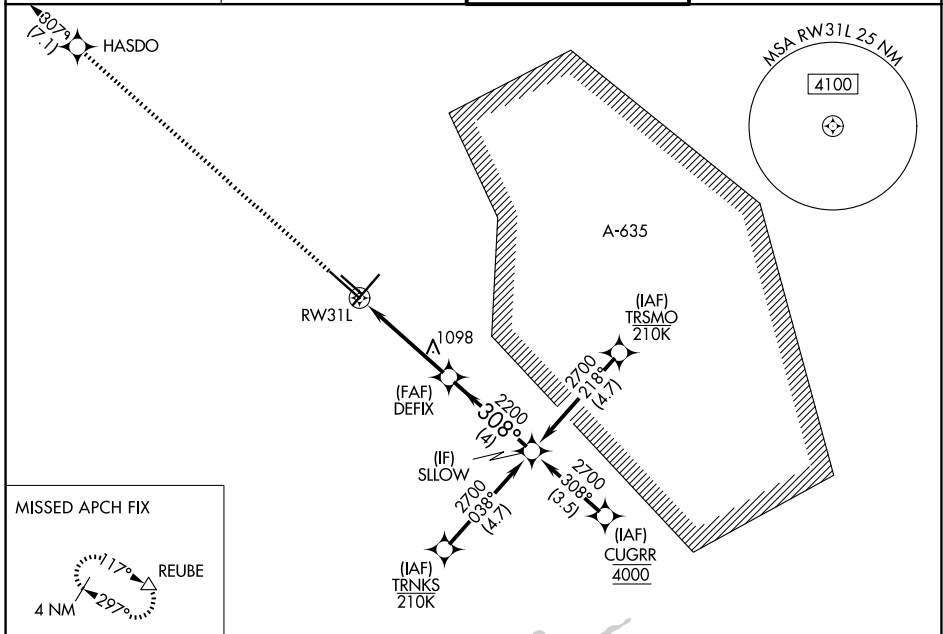 307°
(7.1)
HASDO
MSA RW31L 25 NM
4100
A-635
(IAF)
TRSMO
210K
RW31L
1098
2700
218°
(4.7)
(FAF)
DEFIX
2200
308°
(4)
(IF)
SLLOW
2700
308°
(3.5)
2700
038°
(4.7)
(IAF)
CUGRR
4000
(IAF)
TRNKS
210K
MISSED APCH FIX
117°
REUBE
4 NM
297°